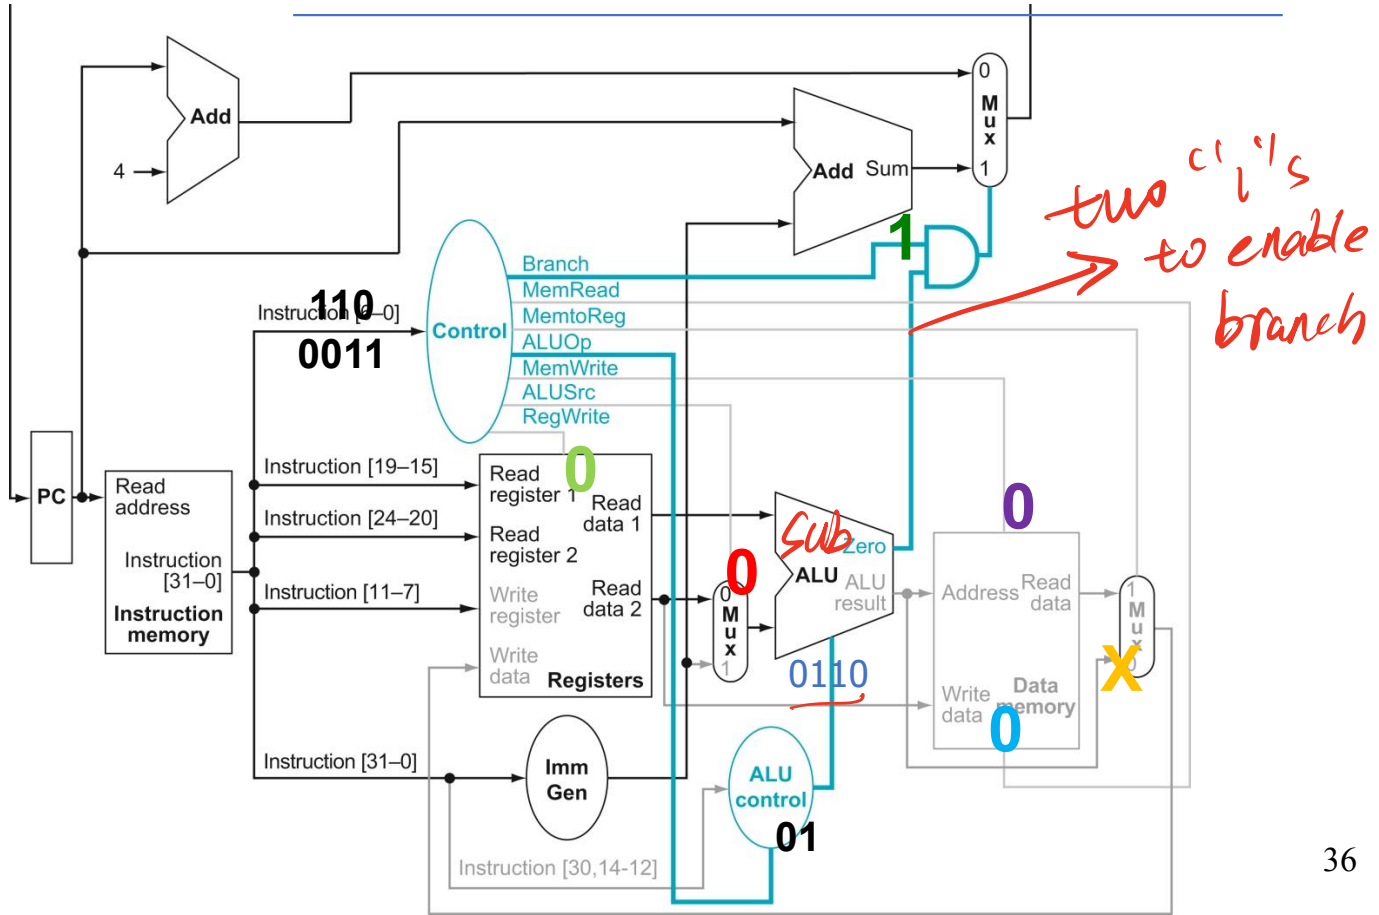 Add
4
0
Mux
1
Add Sum
two "1"s
to enable
branch
1
Branch
MemRead
MemtoReg
ALUOp
MemWrite
ALUSrc
RegWrite
Control
110
Instruction [6–0]
0011
PC
Read
address
Instruction
[31–0]
Instruction
memory
Instruction [19–15]
Instruction [24–20]
Instruction [11–7]
Instruction [31–0]
0
Read
register 1
Read
data 1
Read
register 2
Write
register
Read
data 2
Write
data
Registers
0
0
Mux
1
sub
Zero
ALU
ALU
result
0110
0
Address
Read
data
Write
data
Data
memory
0
1
Mux
0
X
Imm
Gen
ALU
control
01
Instruction [30,14-12]
36